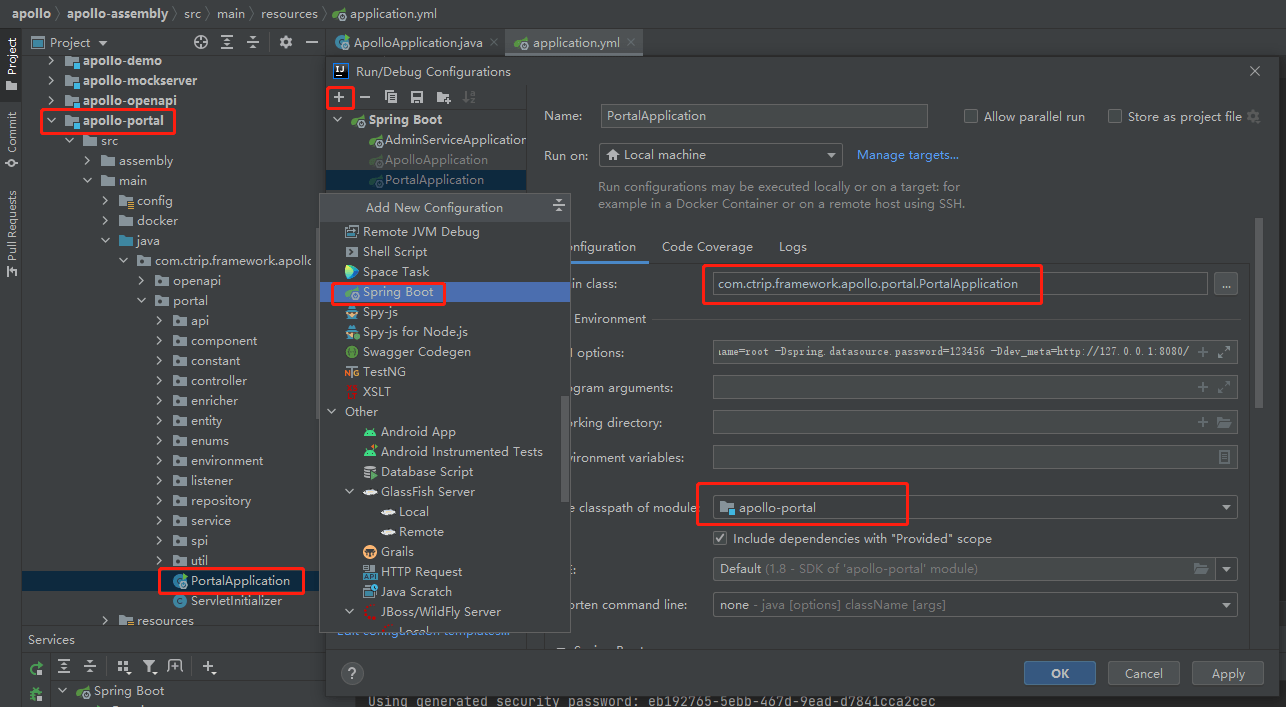 apollo 〉 apollo-assembly 〉 src 〉 main 〉 resources 〉 application.yml
Project
Commit
Pull Requests
Project
ApolloApplication.java
application.yml
apollo-demo
apollo-mockserver
apollo-openapi
apollo-portal
src
assembly
main
config
docker
java
com.ctrip.framework.apollo
openapi
portal
api
component
constant
controller
enricher
entity
enums
environment
listener
repository
service
spi
util
PortalApplication
ServletInitializer
resources
Services
Spring Boot
Run/Debug Configurations
Spring Boot
AdminServiceApplication
ApolloApplication
PortalApplication
Add New Configuration
Remote JVM Debug
Shell Script
Space Task
Spring Boot
Spy-js
Spy-js for Node.js
Swagger Codegen
TestNG
XSLT
Other
Android App
Android Instrumented Tests
Database Script
GlassFish Server
Local
Remote
Grails
HTTP Request
Java Scratch
JBoss/WildFly Server
Local
Edit configuration templates...
Name: PortalApplication
Allow parallel run
Store as project file
Run on: Local machine
Manage targets...
Run configurations may be executed locally or on a target: for
example in a Docker Container or on a remote host using SSH.
onfiguration Code Coverage Logs
in class: com.ctrip.framework.apollo.portal.PortalApplication ...
Environment
options: ame=root -Dspring.datasource.password=123456 -Ddev_meta=http://127.0.0.1:8080/
ogram arguments:
rking directory:
vironment variables:
e classpath of module: apollo-portal
Include dependencies with "Provided" scope
E: Default (1.8 - SDK of 'apollo-portal' module)
orten command line: none - java [options] className [args]
Spring Boot
? OK Cancel Apply
Using generated security password: eb192765-5ebb-467d-9ead-d7841cca2cec